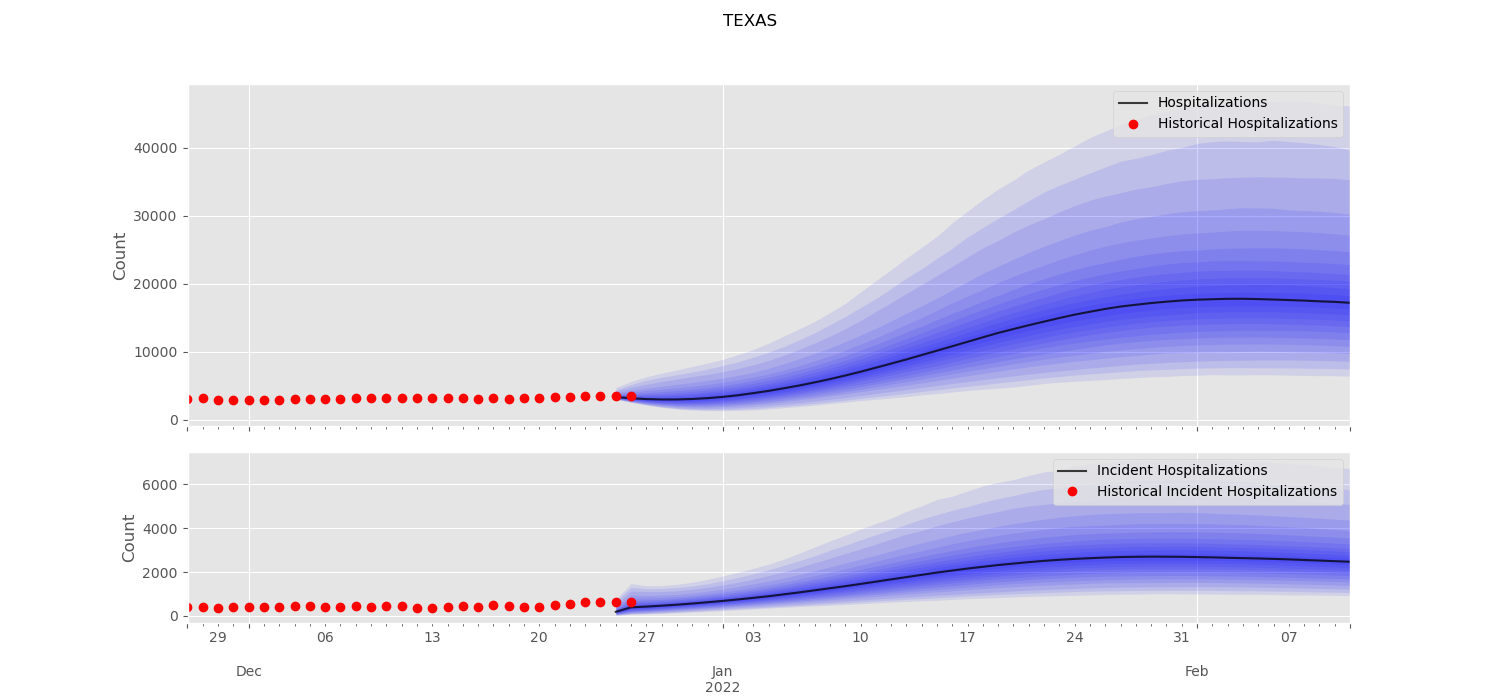 TEXAS
Hospitalizations
Historical Hospitalizations
Count
40000
30000
20000
10000
0
Incident Hospitalizations
Historical Incident Hospitalizations
Count
6000
4000
2000
0
29 06 13 20 27 03 10 17 24 31 07
Dec Jan Feb
2022